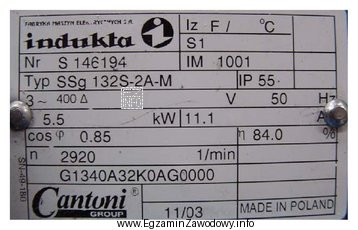 FABRYKA MASZYN ELEKTRYCZNYCH S.A.
indukta
Iz F / °C
S1
Nr S 146194
IM 1001
Typ SSg 132S-2A-M
IP 55
3~ 400 Δ V 50 Hz
5.5 kW 11.1 A
cos φ 0.85 η 84.0 %
n 2920 1/min
G1340A32K0AG0000
Cantoni ®
GROUP
11/03
MADE IN POLAND
www.EgzaminZawodowy.info